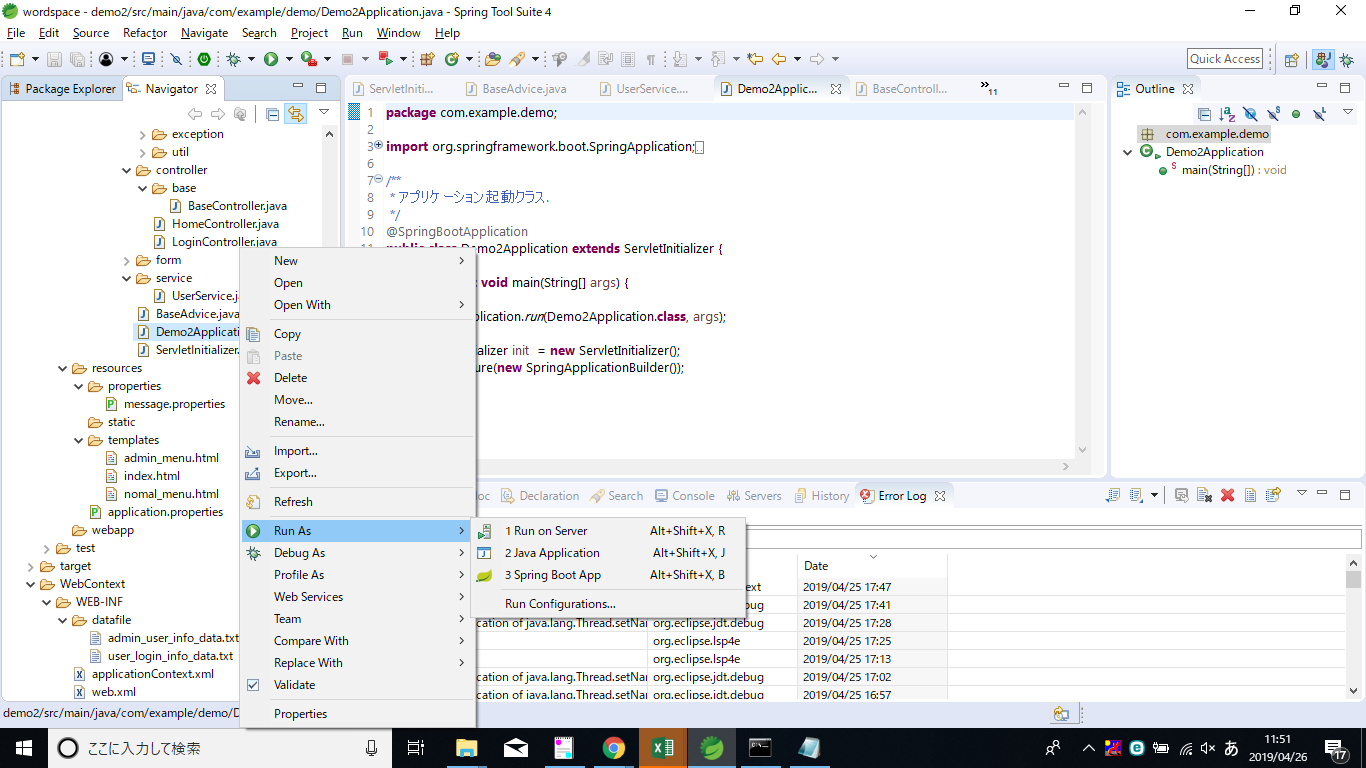 wordspace - demo2/src/main/java/com/example/demo/Demo2Application.java - Spring Tool Suite 4
File Edit Source Refactor Navigate Search Project Run Window Help
Quick Access
Package Explorer Navigator
exception
util
controller
base
BaseController.java
HomeController.java
LoginController.java
form
service
UserService.j
BaseAdvice.java
Demo2Applicati
ServletInitializer.
resources
properties
message.properties
static
templates
admin_menu.html
index.html
nomal_menu.html
application.properties
webapp
test
target
WebContext
WEB-INF
datafile
admin_user_info_data.txt
user_login_info_data.txt
applicationContext.xml
web.xml
ServletIniti... BaseAdvice.java UserService.... Demo2Applic... BaseControll... »11
1 package com.example.demo;
2
3 import org.springframework.boot.SpringApplication;
6
7 /**
8 * アプリケーション起動クラス.
9 */
10 @SpringBootApplication
11 public class Demo2Application extends ServletInitializer {
void main(String[] args) {
plication.run(Demo2Application.class, args);
alizer init = new ServletInitializer();
ure(new SpringApplicationBuilder());
Outline
com.example.demo
Demo2Application
main(String[]) : void
New
Open
Open With
Copy
Paste
Delete
Move...
Rename...
Import...
Export...
Refresh
Run As
Debug As
Profile As
Web Services
Team
Compare With
Replace With
Validate
Properties
1 Run on Server Alt+Shift+X, R
2 Java Application Alt+Shift+X, J
3 Spring Boot App Alt+Shift+X, B
Run Configurations...
oc Declaration Search Console Servers History Error Log
Date
ext 2019/04/25 17:47
bug 2019/04/25 17:41
cation of java.lang.Thread.setNar org.eclipse.jdt.debug 2019/04/25 17:28
org.eclipse.lsp4e 2019/04/25 17:25
org.eclipse.lsp4e 2019/04/25 17:13
cation of java.lang.Thread.setNar org.eclipse.jdt.debug 2019/04/25 17:02
cation of java.lang.Thread.setNar org.eclipse.jdt.debug 2019/04/25 16:57
demo2/src/main/java/com/example/demo/D
ここに入力して検索
あ
11:51
2019/04/26
17